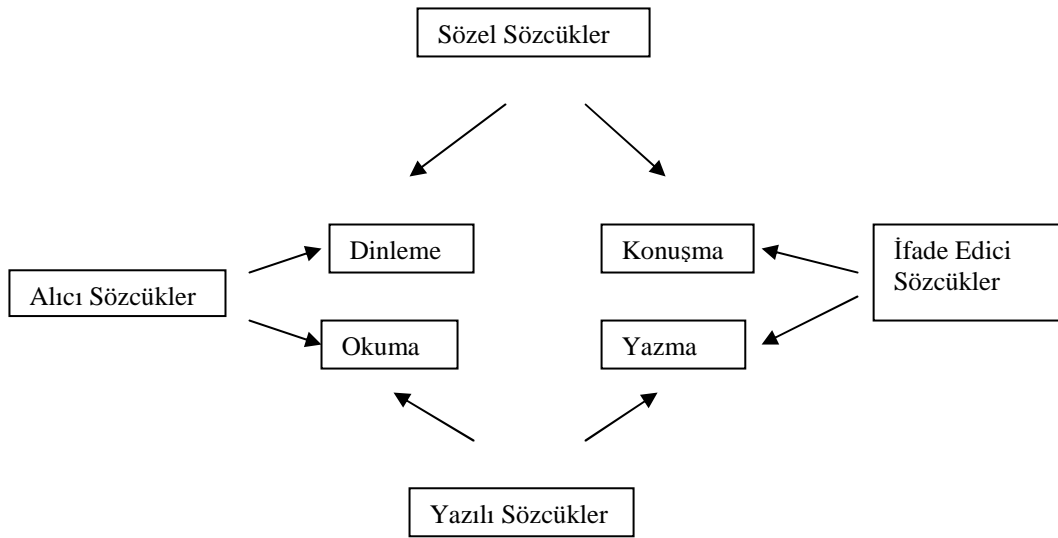 Sözel Sözcükler
Dinleme
Konuşma
İfade Edici
Sözcükler
Alıcı Sözcükler
Okuma
Yazma
Yazılı Sözcükler